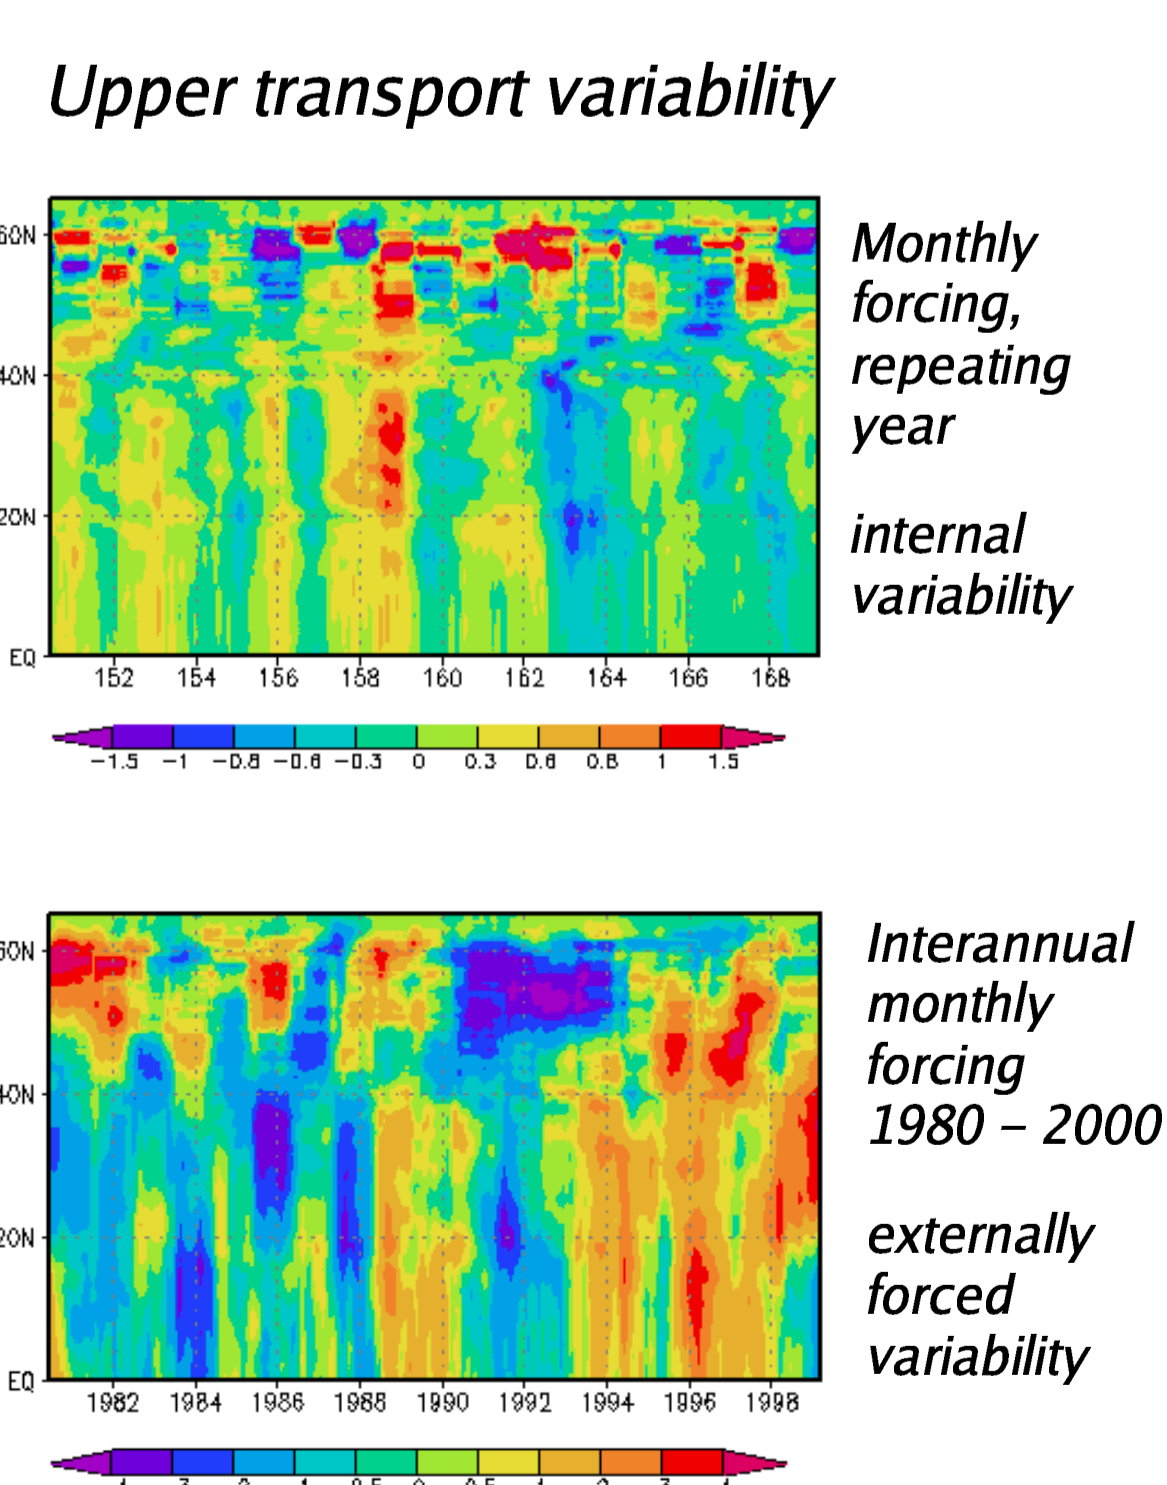 Upper transport variability
60N
40N
20N
EQ
152 154 156 158 160 162 164 166 168
−1.5 −1 −0.8 −0.6 −0.3 0 0.3 0.6 0.8 1 1.5
Monthly
forcing,
repeating
year
internal
variability
60N
40N
20N
EQ
1982 1984 1986 1988 1990 1992 1994 1996 1998
Interannual
monthly
forcing
1980 – 2000
externally
forced
variability